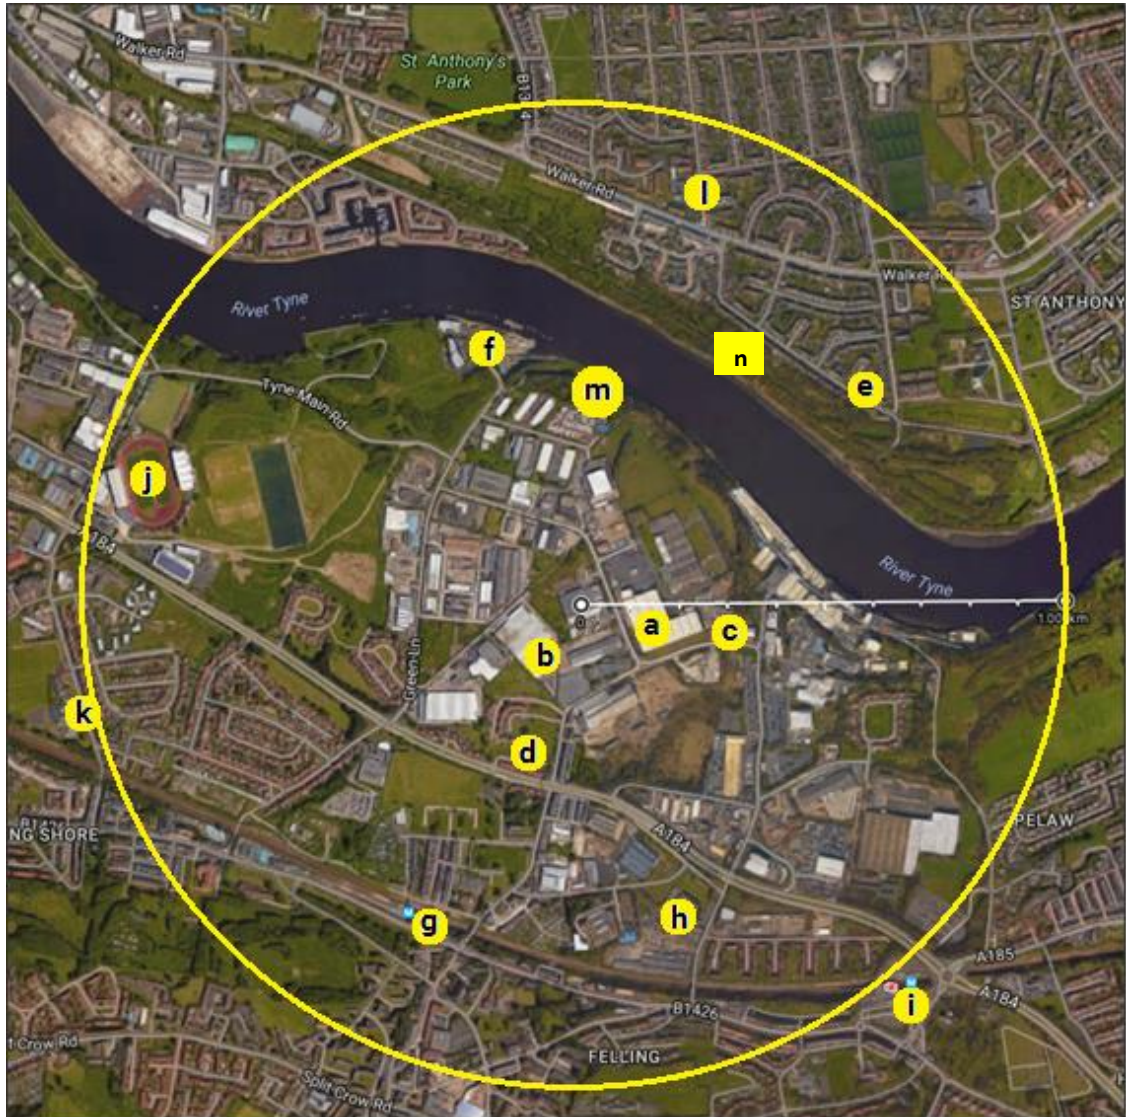 Walker Rd
St Anthony's
Park
B1314
l
Walker Rd
Walker Rd
ST ANTHONY
River Tyne
f
n
e
m
Tyne Main Rd
j
A184
River Tyne
0
1.00 km
a
c
b
Green Ln
k
d
NG SHORE
A184
PELAW
g
h
A185
i
A184
B1426
FELLING
t Crow Rd
Split Crow Rd